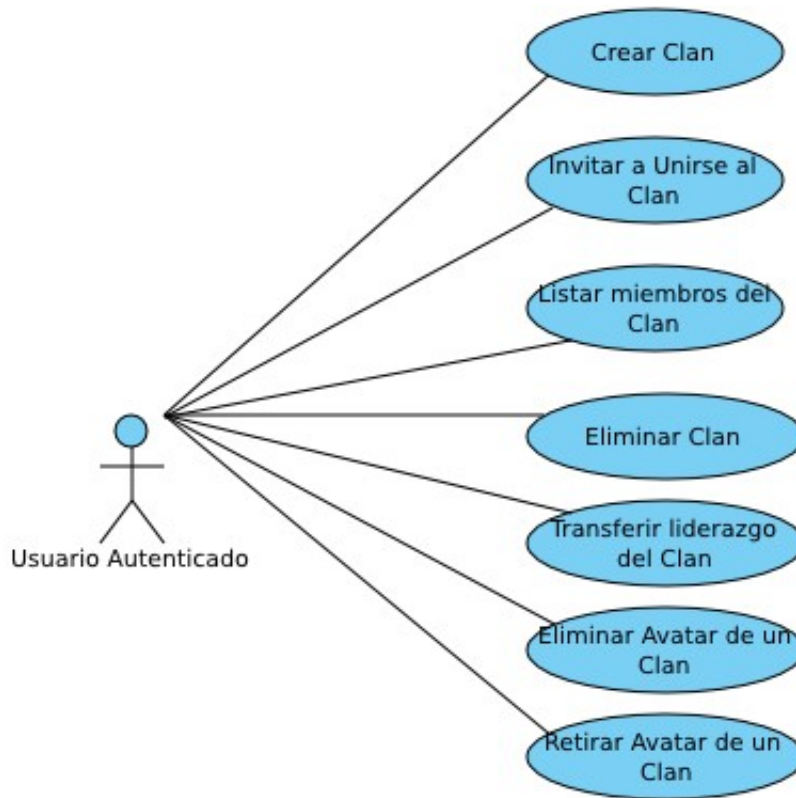 Crear Clan
Invitar a Unirse al
Clan
Listar miembros del
Clan
Eliminar Clan
Usuario Autenticado
Transferir liderazgo
del Clan
Eliminar Avatar de un
Clan
Retirar Avatar de un
Clan